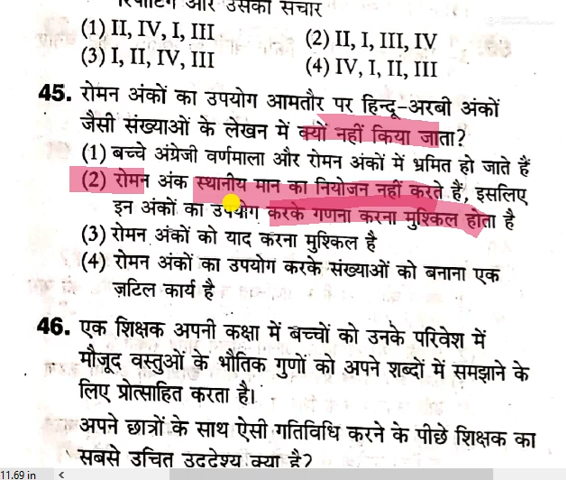 रिपोर्टिंग और उसका संचार
(1) II, IV, I, III
(2) II, I, III, IV
(3) I, II, IV, III
(4) IV, I, II, III
45. रोमन अंकों का उपयोग आमतौर पर हिन्दू-अरबी अंकों
जैसी संख्याओं के लेखन में क्यों नहीं किया जाता?
(1) बच्चे अंग्रेजी वर्णमाला और रोमन अंकों में भ्रमित हो जाते हैं
(2) रोमन अंक स्थानीय मान का नियोजन नहीं करते हैं, इसलिए
इन अंकों का उपयोग करके गणना करना मुश्किल होता है
(3) रोमन अंकों को याद करना मुश्किल है
(4) रोमन अंकों का उपयोग करके संख्याओं को बनाना एक
ज़टिल कार्य है
46. एक शिक्षक अपनी कक्षा में बच्चों को उनके परिवेश में
मौजूद वस्तुओं के भौतिक गुणों को अपने शब्दों में समझाने के
लिए प्रोत्साहित करता है।
अपने छात्रों के साथ ऐसी गतिविधि करने के पीछे शिक्षक का
सबसे उचित उद्देश्य क्या है?
11.69 in